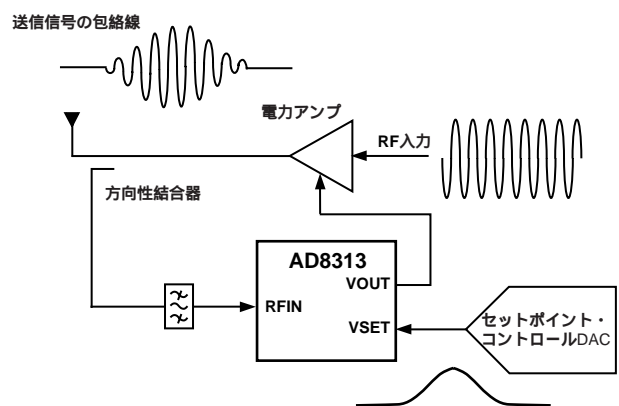 送信信号の包絡線
電力アンプ
RF入力
方向性結合器
AD8313
VOUT
RFIN
VSET
セットポイント・
コントロールDAC